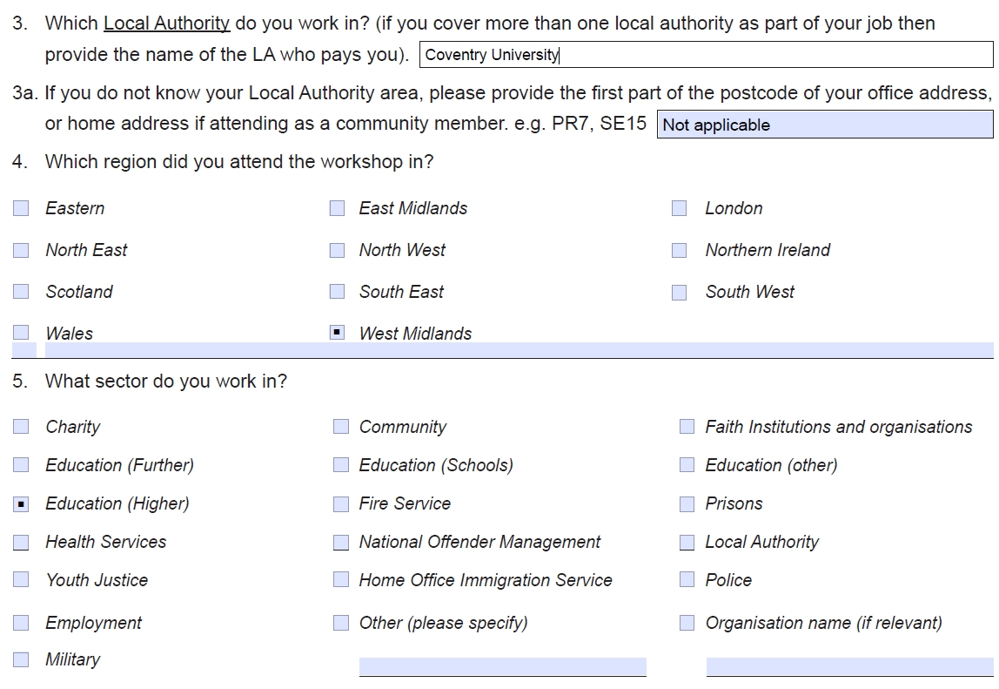 3. Which Local Authority do you work in? (if you cover more than one local authority as part of your job then
provide the name of the LA who pays you). Coventry University
3a. If you do not know your Local Authority area, please provide the first part of the postcode of your office address,
or home address if attending as a community member. e.g. PR7, SE15 Not applicable
4. Which region did you attend the workshop in?
Eastern East Midlands London
North East North West Northern Ireland
Scotland South East South West
Wales West Midlands
5. What sector do you work in?
Charity Community Faith Institutions and organisations
Education (Further) Education (Schools) Education (other)
Education (Higher) Fire Service Prisons
Health Services National Offender Management Local Authority
Youth Justice Home Office Immigration Service Police
Employment Other (please specify) Organisation name (if relevant)
Military